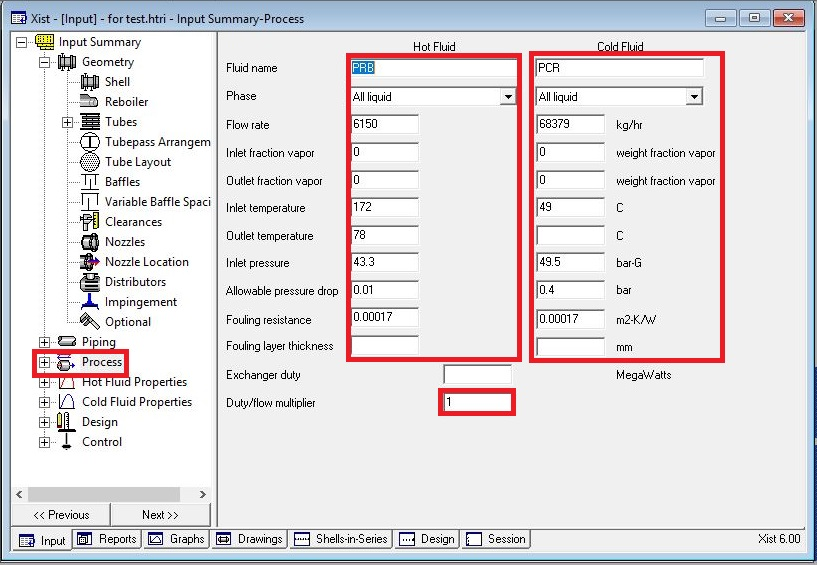 Xist - [Input] - for test.htri - Input Summary-Process
Input Summary
Geometry
Shell
Reboiler
Tubes
Tubepass Arrangem
Tube Layout
Baffles
Variable Baffle Spaci
Clearances
Nozzles
Nozzle Location
Distributors
Impingement
Optional
Piping
Process
Hot Fluid Properties
Cold Fluid Properties
Design
Control
<< Previous Next >>
Hot Fluid Cold Fluid
Fluid name PRB PCR
Phase All liquid All liquid
Flow rate 6150 68379 kg/hr
Inlet fraction vapor 0 0 weight fraction vapor
Outlet fraction vapor 0 0 weight fraction vapor
Inlet temperature 172 49 C
Outlet temperature 78 C
Inlet pressure 43.3 49.5 bar-G
Allowable pressure drop 0.01 0.4 bar
Fouling resistance 0.00017 0.00017 m2-K/W
Fouling layer thickness mm
Exchanger duty MegaWatts
Duty/flow multiplier 1
Input Reports Graphs Drawings Shells-in-Series Design Session Xist 6.00